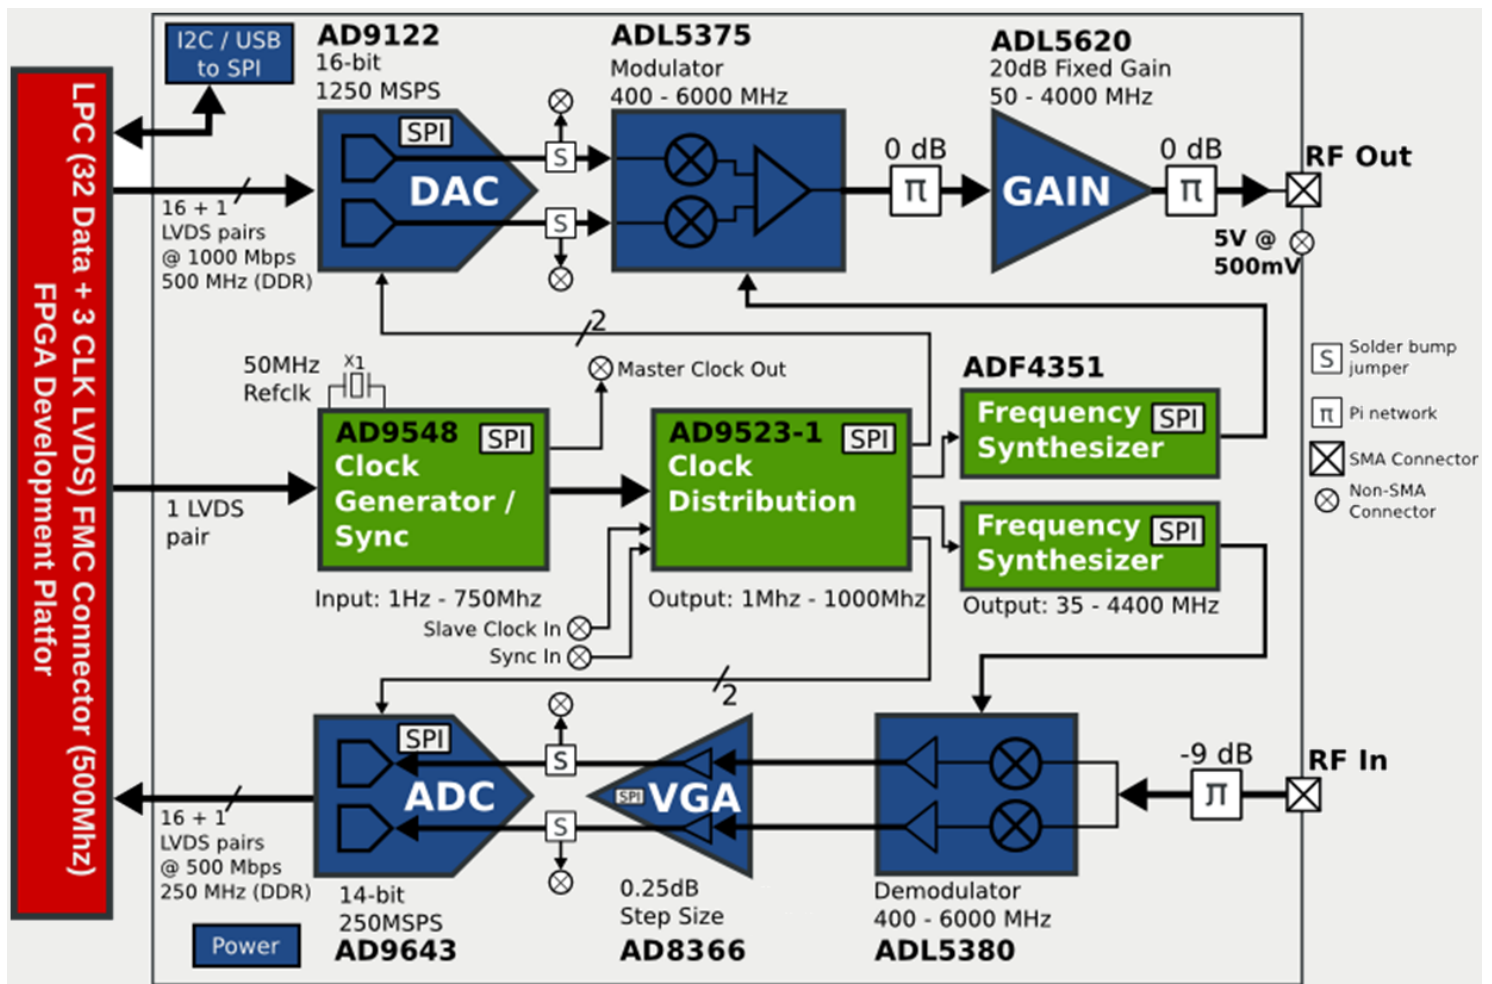 I2C / USB
to SPI
AD9122
16-bit
1250 MSPS
SPI
DAC
S
S
ADL5375
Modulator
400 - 6000 MHz
0 dB
π
ADL5620
20dB Fixed Gain
50 - 4000 MHz
GAIN
0 dB
π
RF Out
5V @
500mV
16 + 1
LVDS pairs
@ 1000 Mbps
500 MHz (DDR)
LPC (32 Data + 3 CLK LVDS) FMC Connector (500Mhz)
FPGA Development Platfor
2
50MHz
Refclk
X1
Master Clock Out
AD9548
SPI
Clock
Generator /
Sync
Input: 1Hz - 750Mhz
1 LVDS
pair
AD9523-1
SPI
Clock
Distribution
Output: 1Mhz - 1000Mhz
Slave Clock In
Sync In
ADF4351
Frequency
Synthesizer
SPI
Frequency
Synthesizer
SPI
Output: 35 - 4400 MHz
S
Solder bump
jumper
π
Pi network
SMA Connector
Non-SMA
Connector
2
SPI
ADC
S
S
SPI
VGA
-9 dB
π
RF In
16 + 1
LVDS pairs
@ 500 Mbps
250 MHz (DDR)
14-bit
250MSPS
AD9643
0.25dB
Step Size
AD8366
Demodulator
400 - 6000 MHz
ADL5380
Power